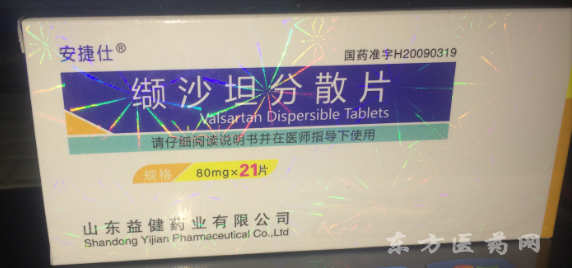 安捷仕®
国药准字H20090319
缬沙坦分散片
Valsartan Dispersible Tablets
请仔细阅读说明书并在医师指导下使用
规格 80mg×21片
山东益健药业有限公司
Shandong Yijian Pharmaceutical Co.,Ltd
东方医药网